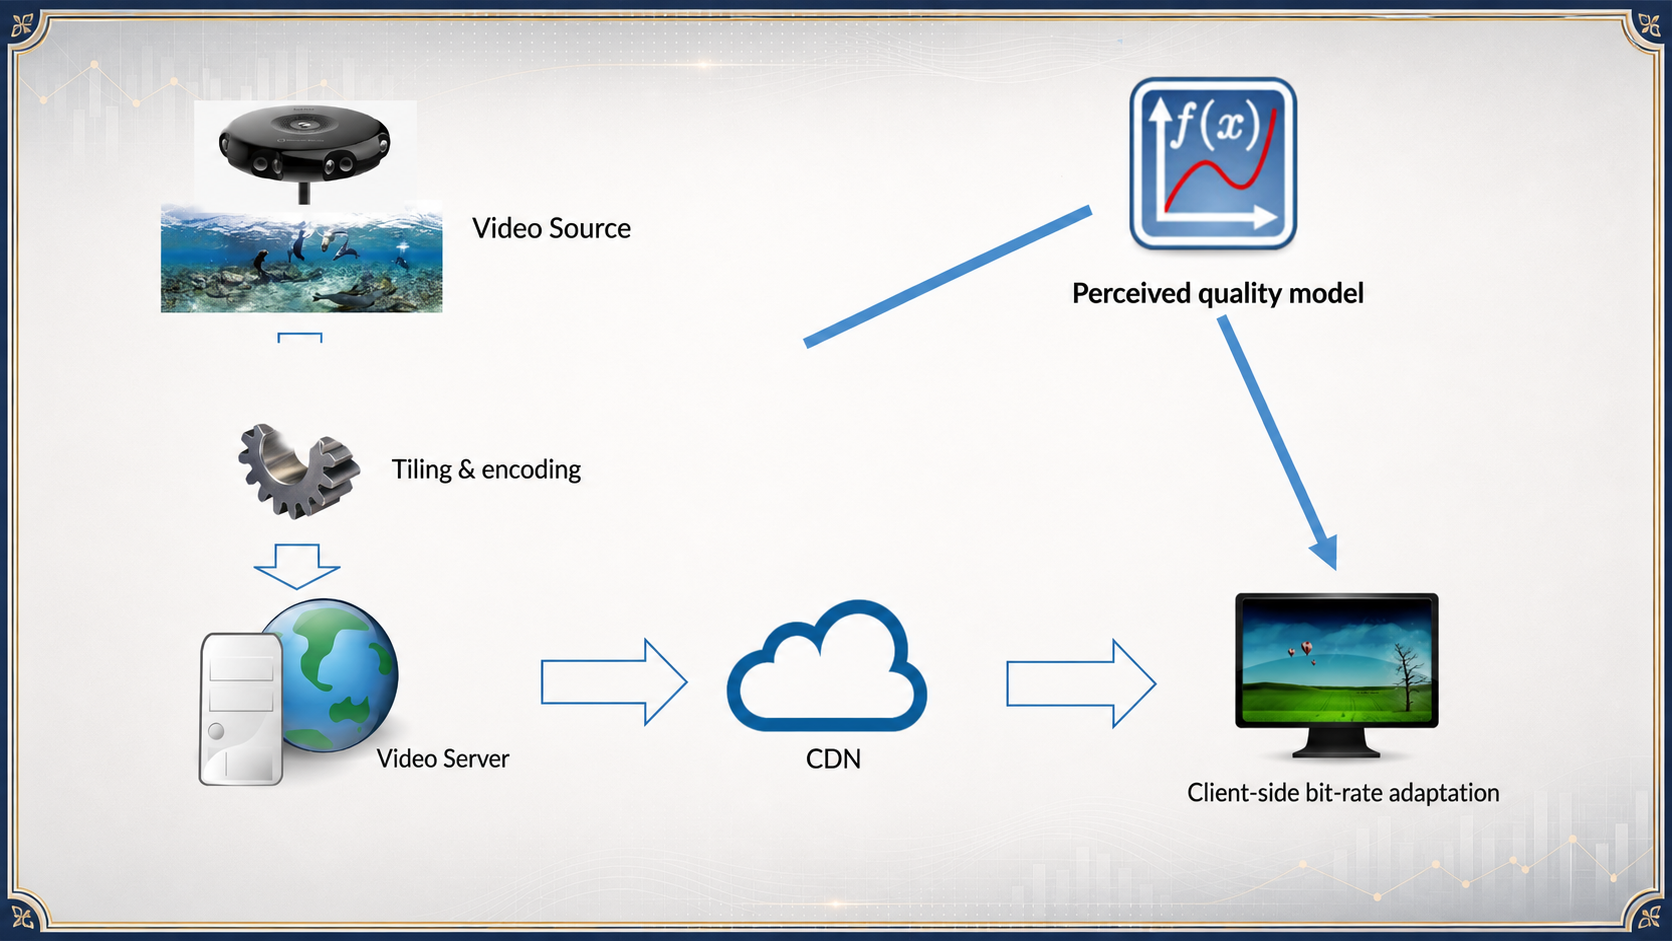 f(x)
Video Source
Perceived quality model
Tiling & encoding
Video Server
CDN
Client-side bit-rate adaptation